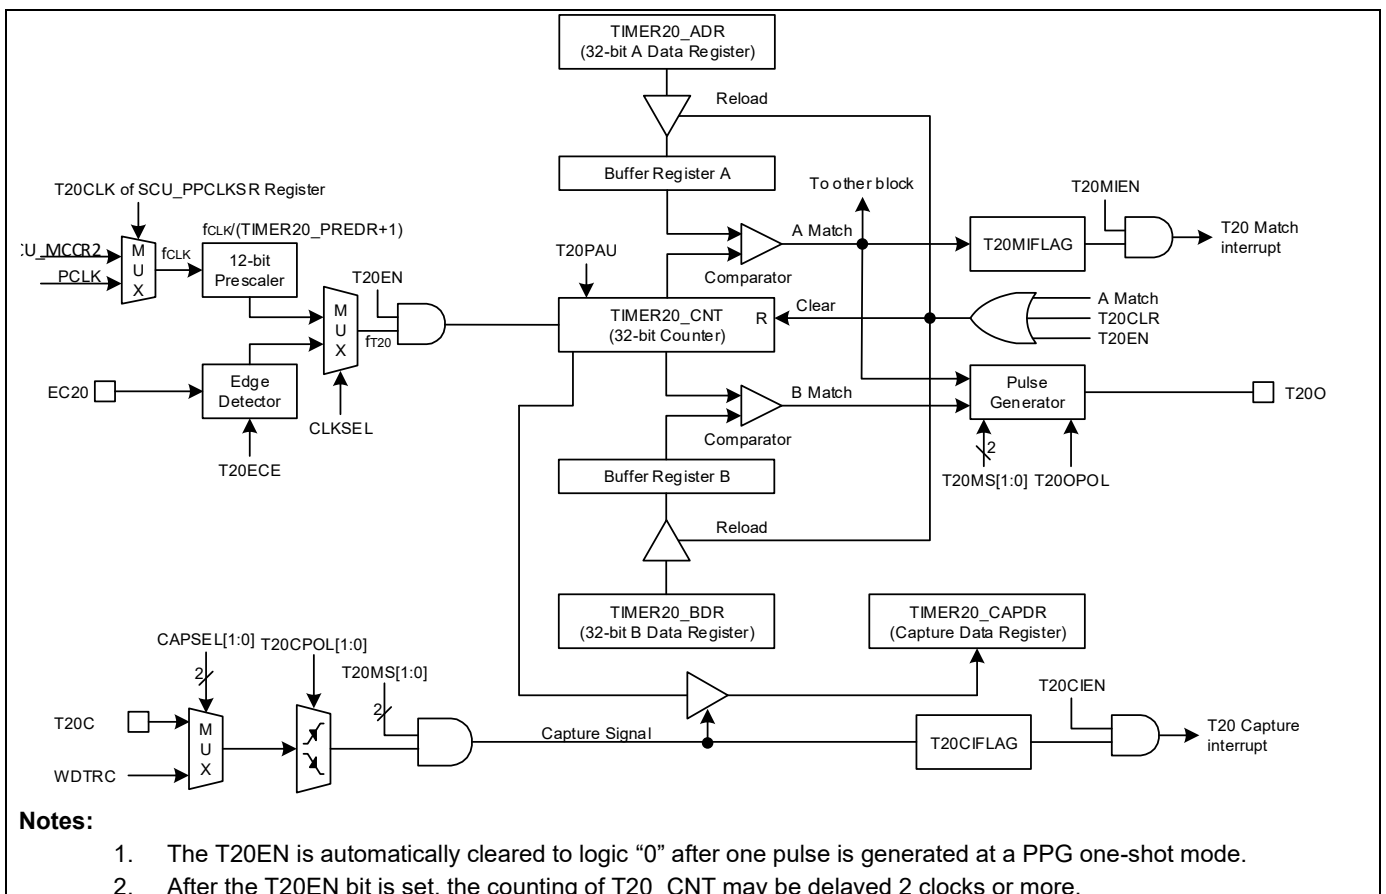 TIMER20_ADR
(32-bit A Data Register)
Reload
Buffer Register A
To other block
T20MIEN
T20CLK of SCU_PPCLKSR Register
fCLK/(TIMER20_PREDR+1)
A Match
T20MIFLAG
T20 Match
interrupt
CU_MCCR2
PCLK
MUX
fCLK
12-bit
Prescaler
T20EN
T20PAU
Comparator
MUX
fT20
TIMER20_CNT
(32-bit Counter)
R
Clear
A Match
T20CLR
T20EN
EC20
Edge
Detector
CLKSEL
T20ECE
B Match
Comparator
Pulse
Generator
T20O
2
T20MS[1:0]
T20OPOL
Buffer Register B
Reload
TIMER20_BDR
(32-bit B Data Register)
TIMER20_CAPDR
(Capture Data Register)
CAPSEL[1:0]
T20CPOL[1:0]
T20MS[1:0]
2
2
T20CIEN
T20C
MUX
WDTRC
Capture Signal
T20CIFLAG
T20 Capture
interrupt
Notes:
1. The T20EN is automatically cleared to logic “0” after one pulse is generated at a PPG one-shot mode.
2. After the T20EN bit is set, the counting of T20_CNT may be delayed 2 clocks or more.